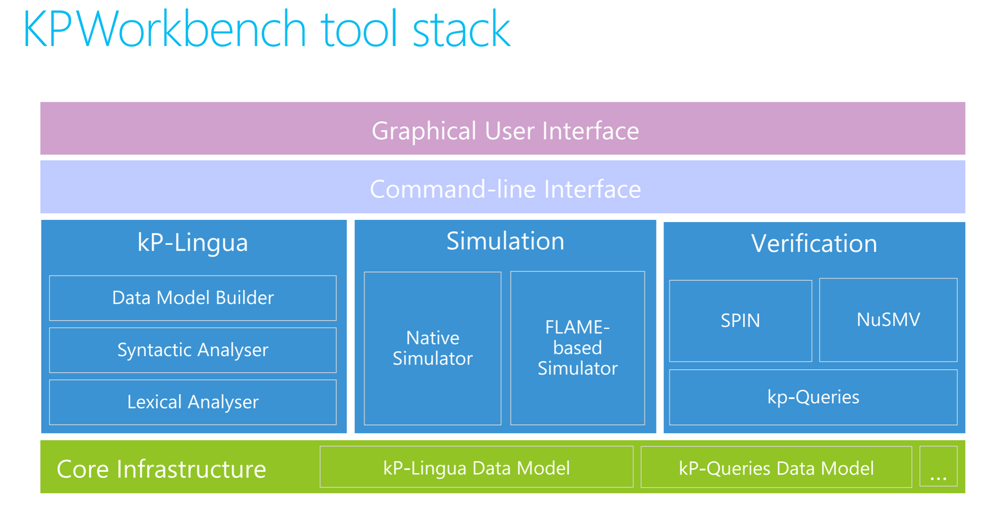 KPWorkbench tool stack
Graphical User Interface
Command-line Interface
kP-Lingua
Data Model Builder
Syntactic Analyser
Lexical Analyser
Simulation
Native
Simulator
FLAME-
based
Simulator
Verification
SPIN
NuSMV
kp-Queries
Core Infrastructure
kP-Lingua Data Model
kP-Queries Data Model
...